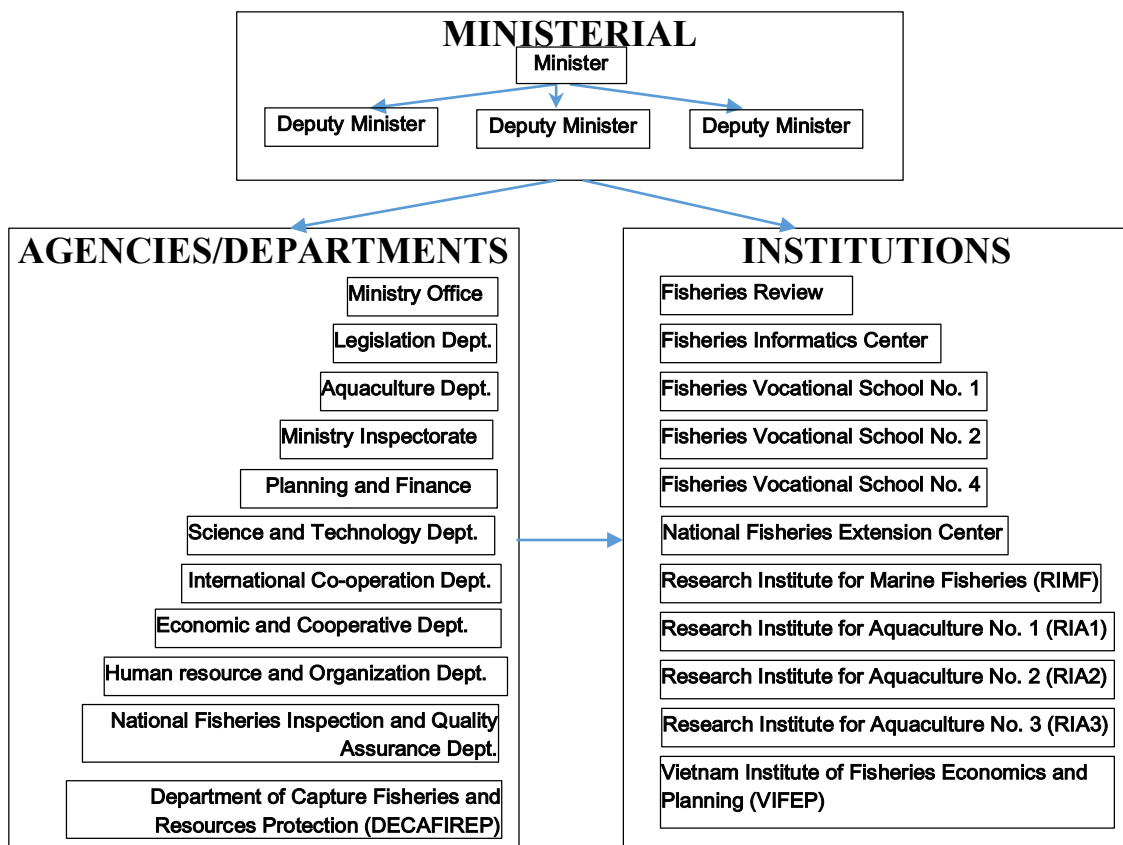 MINISTERIAL
Minister
Deputy Minister
Deputy Minister
Deputy Minister
AGENCIES/DEPARTMENTS
Ministry Office
Legislation Dept.
Aquaculture Dept.
Ministry Inspectorate
Planning and Finance
Science and Technology Dept.
International Co-operation Dept.
Economic and Cooperative Dept.
Human resource and Organization Dept.
National Fisheries Inspection and Quality
Assurance Dept.
Department of Capture Fisheries and
Resources Protection (DECAFIREP)
INSTITUTIONS
Fisheries Review
Fisheries Informatics Center
Fisheries Vocational School No. 1
Fisheries Vocational School No. 2
Fisheries Vocational School No. 4
National Fisheries Extension Center
Research Institute for Marine Fisheries (RIMF)
Research Institute for Aquaculture No. 1 (RIA1)
Research Institute for Aquaculture No. 2 (RIA2)
Research Institute for Aquaculture No. 3 (RIA3)
Vietnam Institute of Fisheries Economics and
Planning (VIFEP)